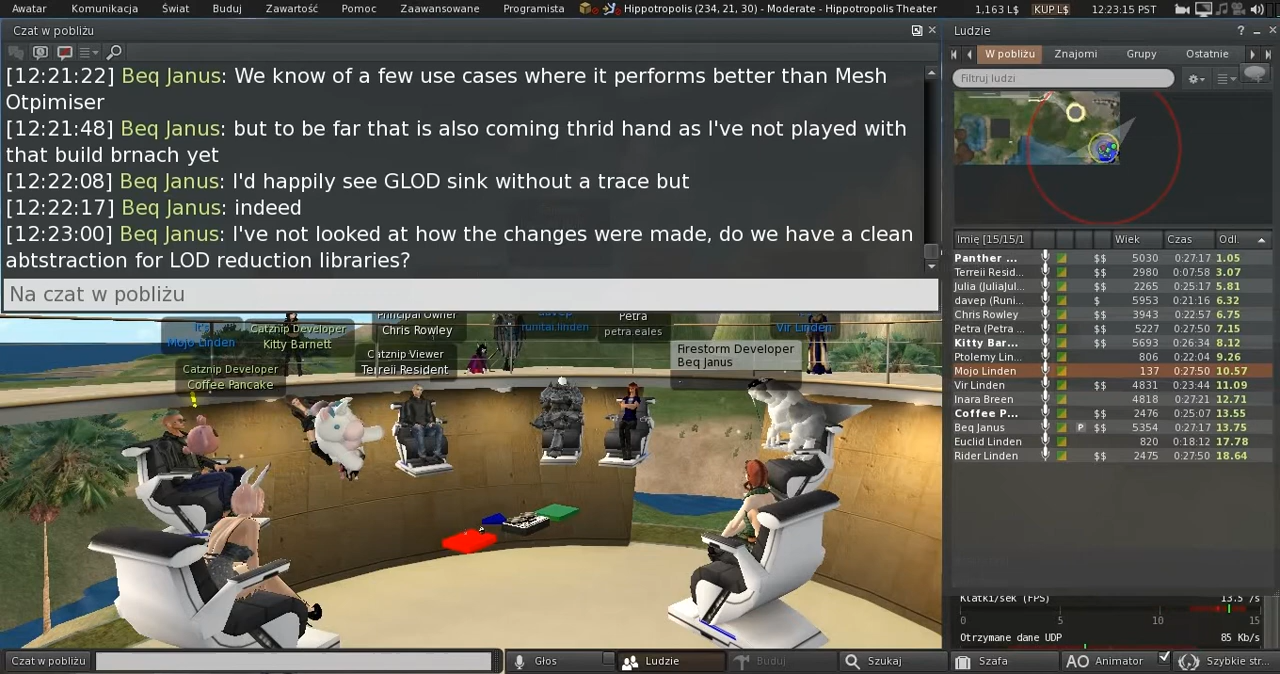 Awatar Komunikacja Świat Buduj Zawartość Pomoc Zaawansowane Programista Hippotropolis (234, 21, 30) - Moderate - Hippotropolis Theater 1,163 L$ KUP L$ 12:23:15 PST
Czat w pobliżu
[12:21:22] Beq Janus: We know of a few use cases where it performs better than Mesh
Otpimiser
[12:21:48] Beq Janus: but to be far that is also coming thrid hand as I've not played with
that build brnach yet
[12:22:08] Beq Janus: I'd happily see GLOD sink without a trace but
[12:22:17] Beq Janus: indeed
[12:23:00] Beq Janus: I've not looked at how the changes were made, do we have a clean
abtstraction for LOD reduction libraries?
Na czat w pobliżu
Ludzie
W pobliżu Znajomi Grupy Ostatnie
Filtruj ludzi
Imię [15/15/1 Wiek Czas Odl.
Panther ... $$ 5030 0:27:17 1.05
Terreii Resid... $$ 2980 0:07:58 3.07
Julia (JuliaJul... $$ 2265 0:25:17 5.81
davep (Runi... $ 5953 0:21:16 6.32
Chris Rowley $$ 3943 0:22:57 6.75
Petra (Petra ... $$ 5227 0:27:50 7.15
Kitty Bar... $$ 5693 0:26:34 8.12
Ptolemy Lin... 806 0:22:04 9.26
Mojo Linden 137 0:27:50 10.57
Vir Linden $$ 4831 0:23:44 11.09
Inara Breen 4818 0:27:21 12.71
Coffee P... $$ 2476 0:25:07 13.55
Beq Janus P $$ 5354 0:27:17 13.75
Euclid Linden 820 0:18:12 17.78
Rider Linden $$ 2475 0:27:50 18.64
Klatki/sek (FPS) 13.5 /s
0 5 10 15
Otrzymane dane UDP 85 Kb/s
Mojo Linden
Catznip Developer
Kitty Barnett
Principal Owner
Chris Rowley
davep
runitai.linden
Petra
petra.eales
Vir Linden
Catznip Developer
Coffee Pancake
Catznip Viewer
Terreii Resident
Firestorm Developer
Beq Janus
Czat w pobliżu Głos Ludzie Buduj Szukaj Szafa AO Animator Szybkie str...